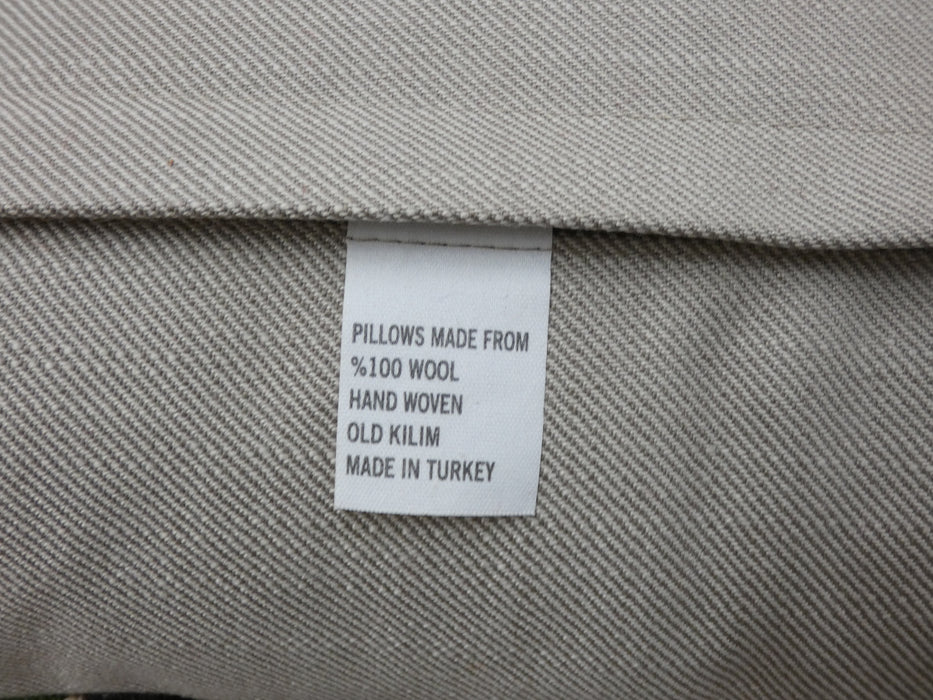 PILLOWS MADE FROM
%100 WOOL
HAND WOVEN
OLD KILIM
MADE IN TURKEY